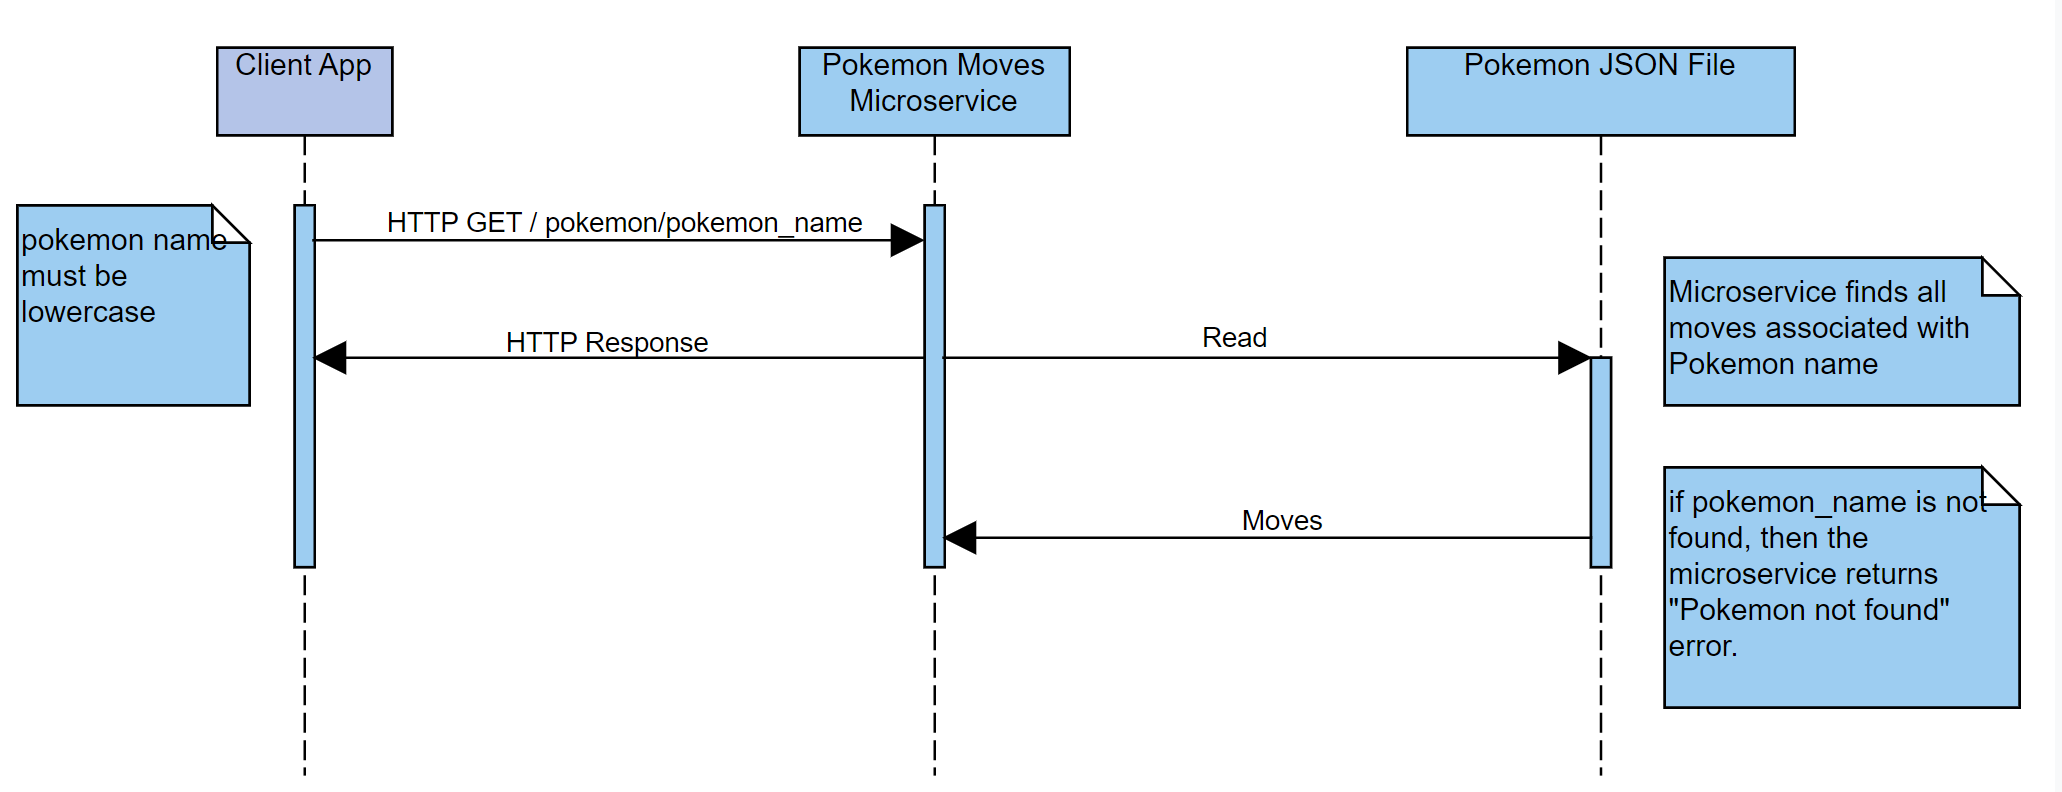 Client App
Pokemon Moves
Microservice
Pokemon JSON File
pokemon name
must be
lowercase
HTTP GET / pokemon/pokemon_name
HTTP Response
Read
Microservice finds all
moves associated with
Pokemon name
Moves
if pokemon_name is not
found, then the
microservice returns
"Pokemon not found"
error.